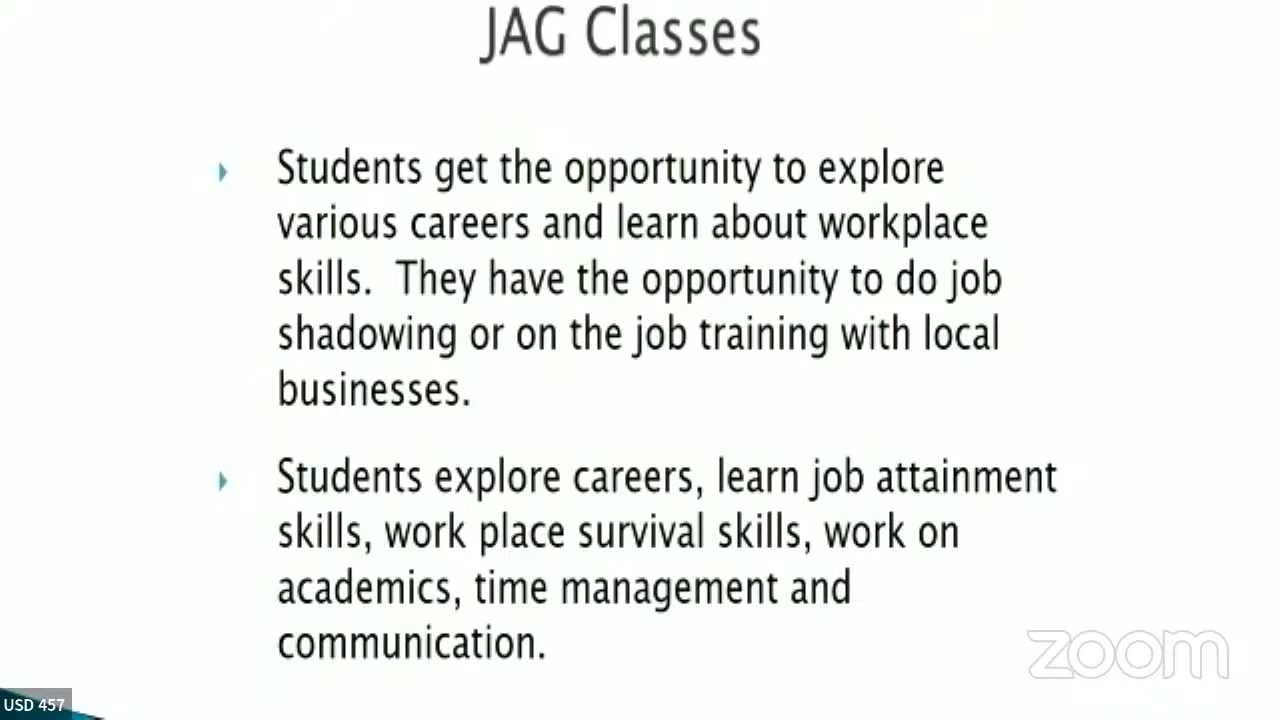 JAG Classes
Students get the opportunity to explore
various careers and learn about workplace
skills.  They have the opportunity to do job
shadowing or on the job training with local
businesses.
Students explore careers, learn job attainment
skills, work place survival skills, work on
academics, time management and
communication.
zoom
USD 457